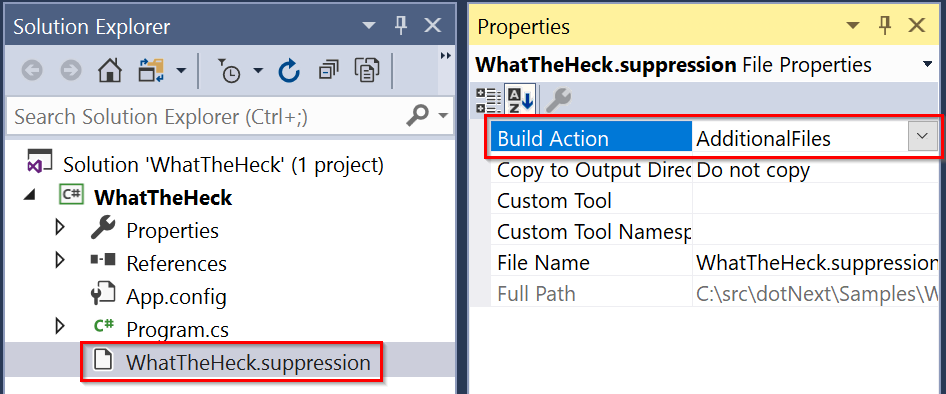 Solution Explorer
Search Solution Explorer (Ctrl+;)
Solution 'WhatTheHeck' (1 project)
C# WhatTheHeck
Properties
References
App.config
C# Program.cs
WhatTheHeck.suppression
Properties
WhatTheHeck.suppression File Properties
A Z
Build Action AdditionalFiles
Copy to Output Direc Do not copy
Custom Tool
Custom Tool Namesp
File Name WhatTheHeck.suppression
Full Path C:\src\dotNext\Samples\W